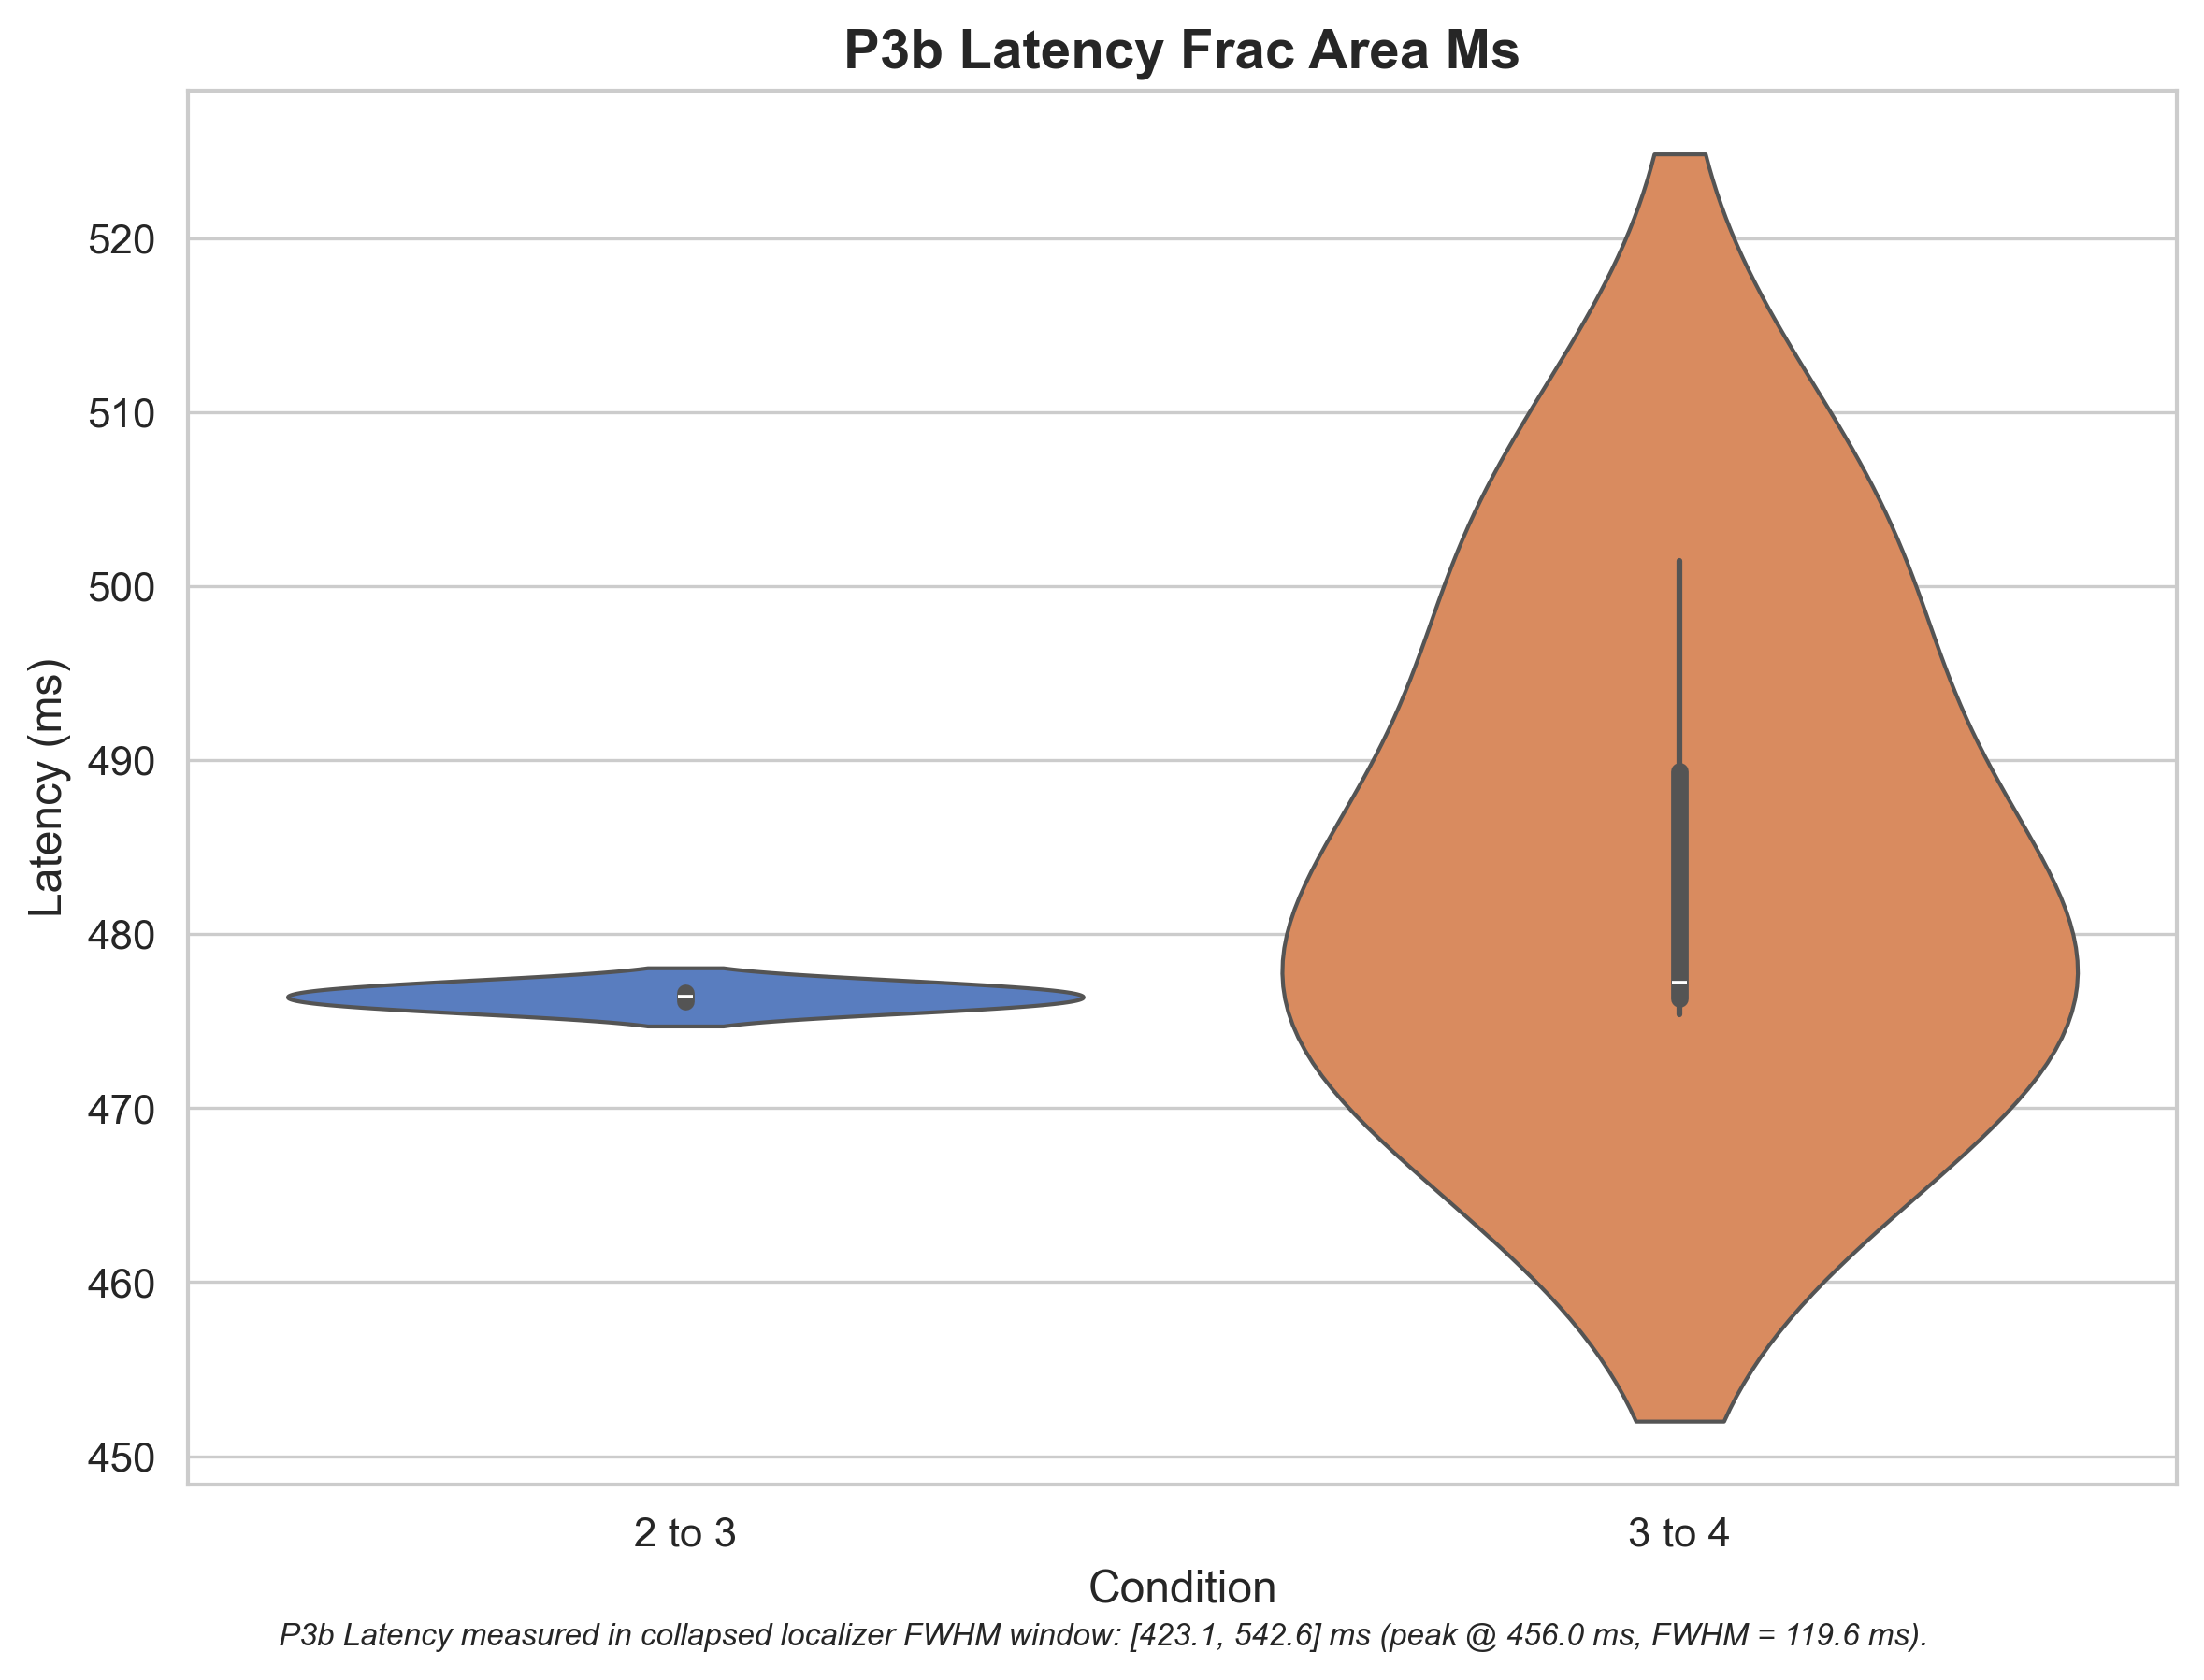 P3b Latency Frac Area Ms
Latency (ms)
520
510
500
490
480
470
460
450
2 to 3
3 to 4
Condition
P3b Latency measured in collapsed localizer FWHM window: [423.1, 542.6] ms (peak @ 456.0 ms, FWHM = 119.6 ms).